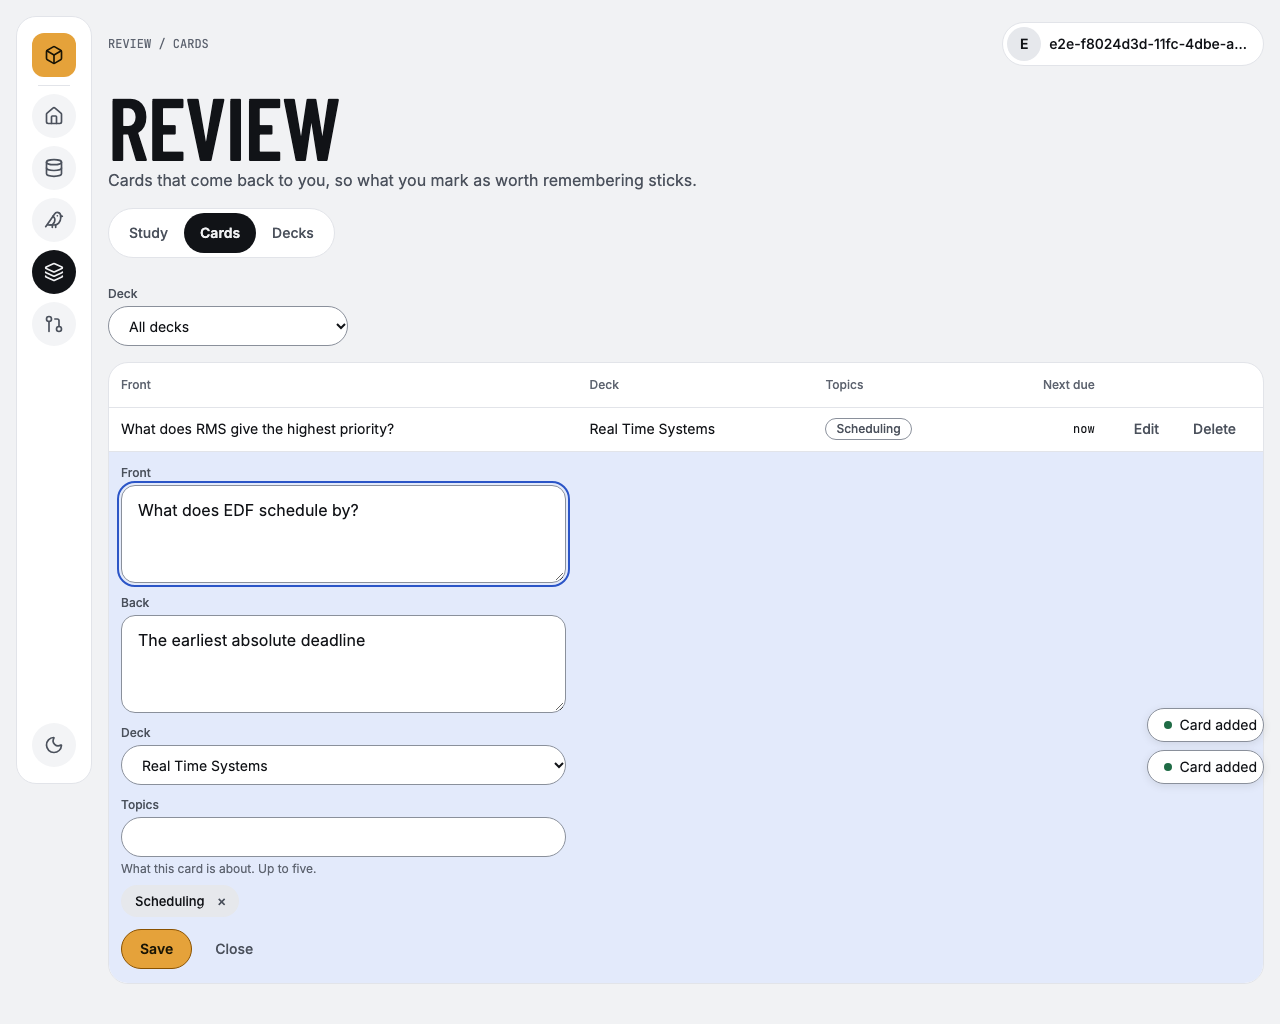 REVIEW / CARDS
E e2e-f8024d3d-11fc-4dbe-a...
REVIEW
Cards that come back to you, so what you mark as worth remembering sticks.
Study Cards Decks
Deck
All decks
Front Deck Topics Next due
What does RMS give the highest priority? Real Time Systems Scheduling now Edit Delete
Front
What does EDF schedule by?
Back
The earliest absolute deadline
Card added
Deck
Real Time Systems
Card added
Topics
What this card is about. Up to five.
Scheduling ×
Save Close